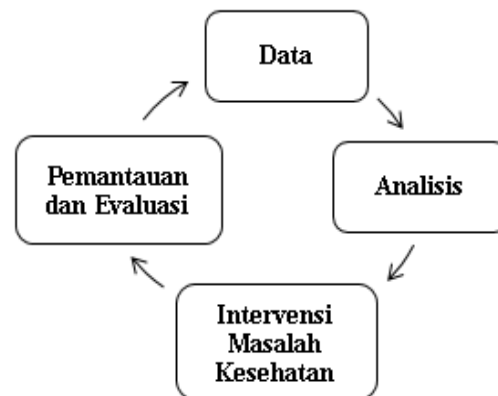 Data
Analisis
Intervensi
Masalah
Kesehatan
Pemantauan
dan Evaluasi